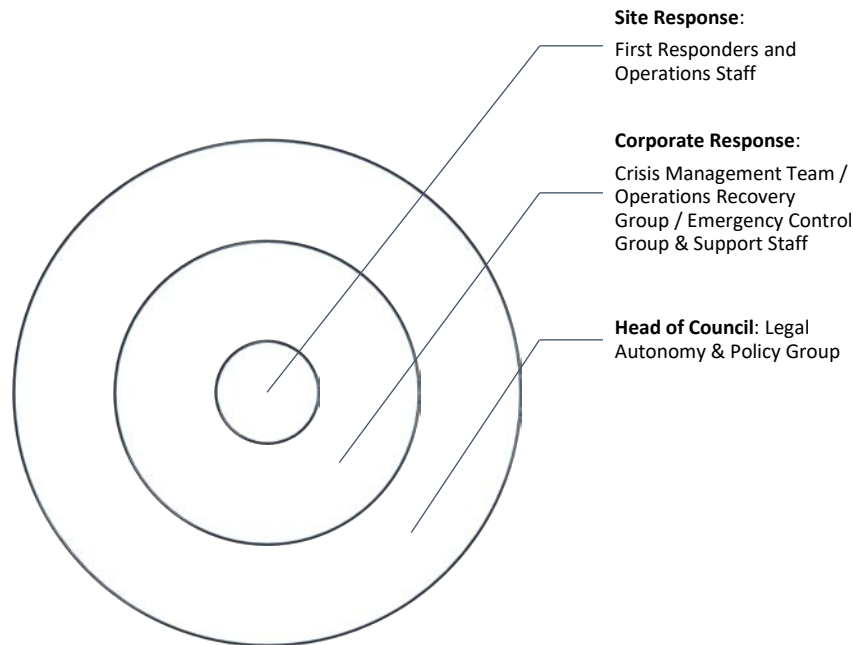 Site Response:
First Responders and
Operations Staff
Corporate Response:
Crisis Management Team /
Operations Recovery
Group / Emergency Control
Group & Support Staff
Head of Council: Legal
Autonomy & Policy Group